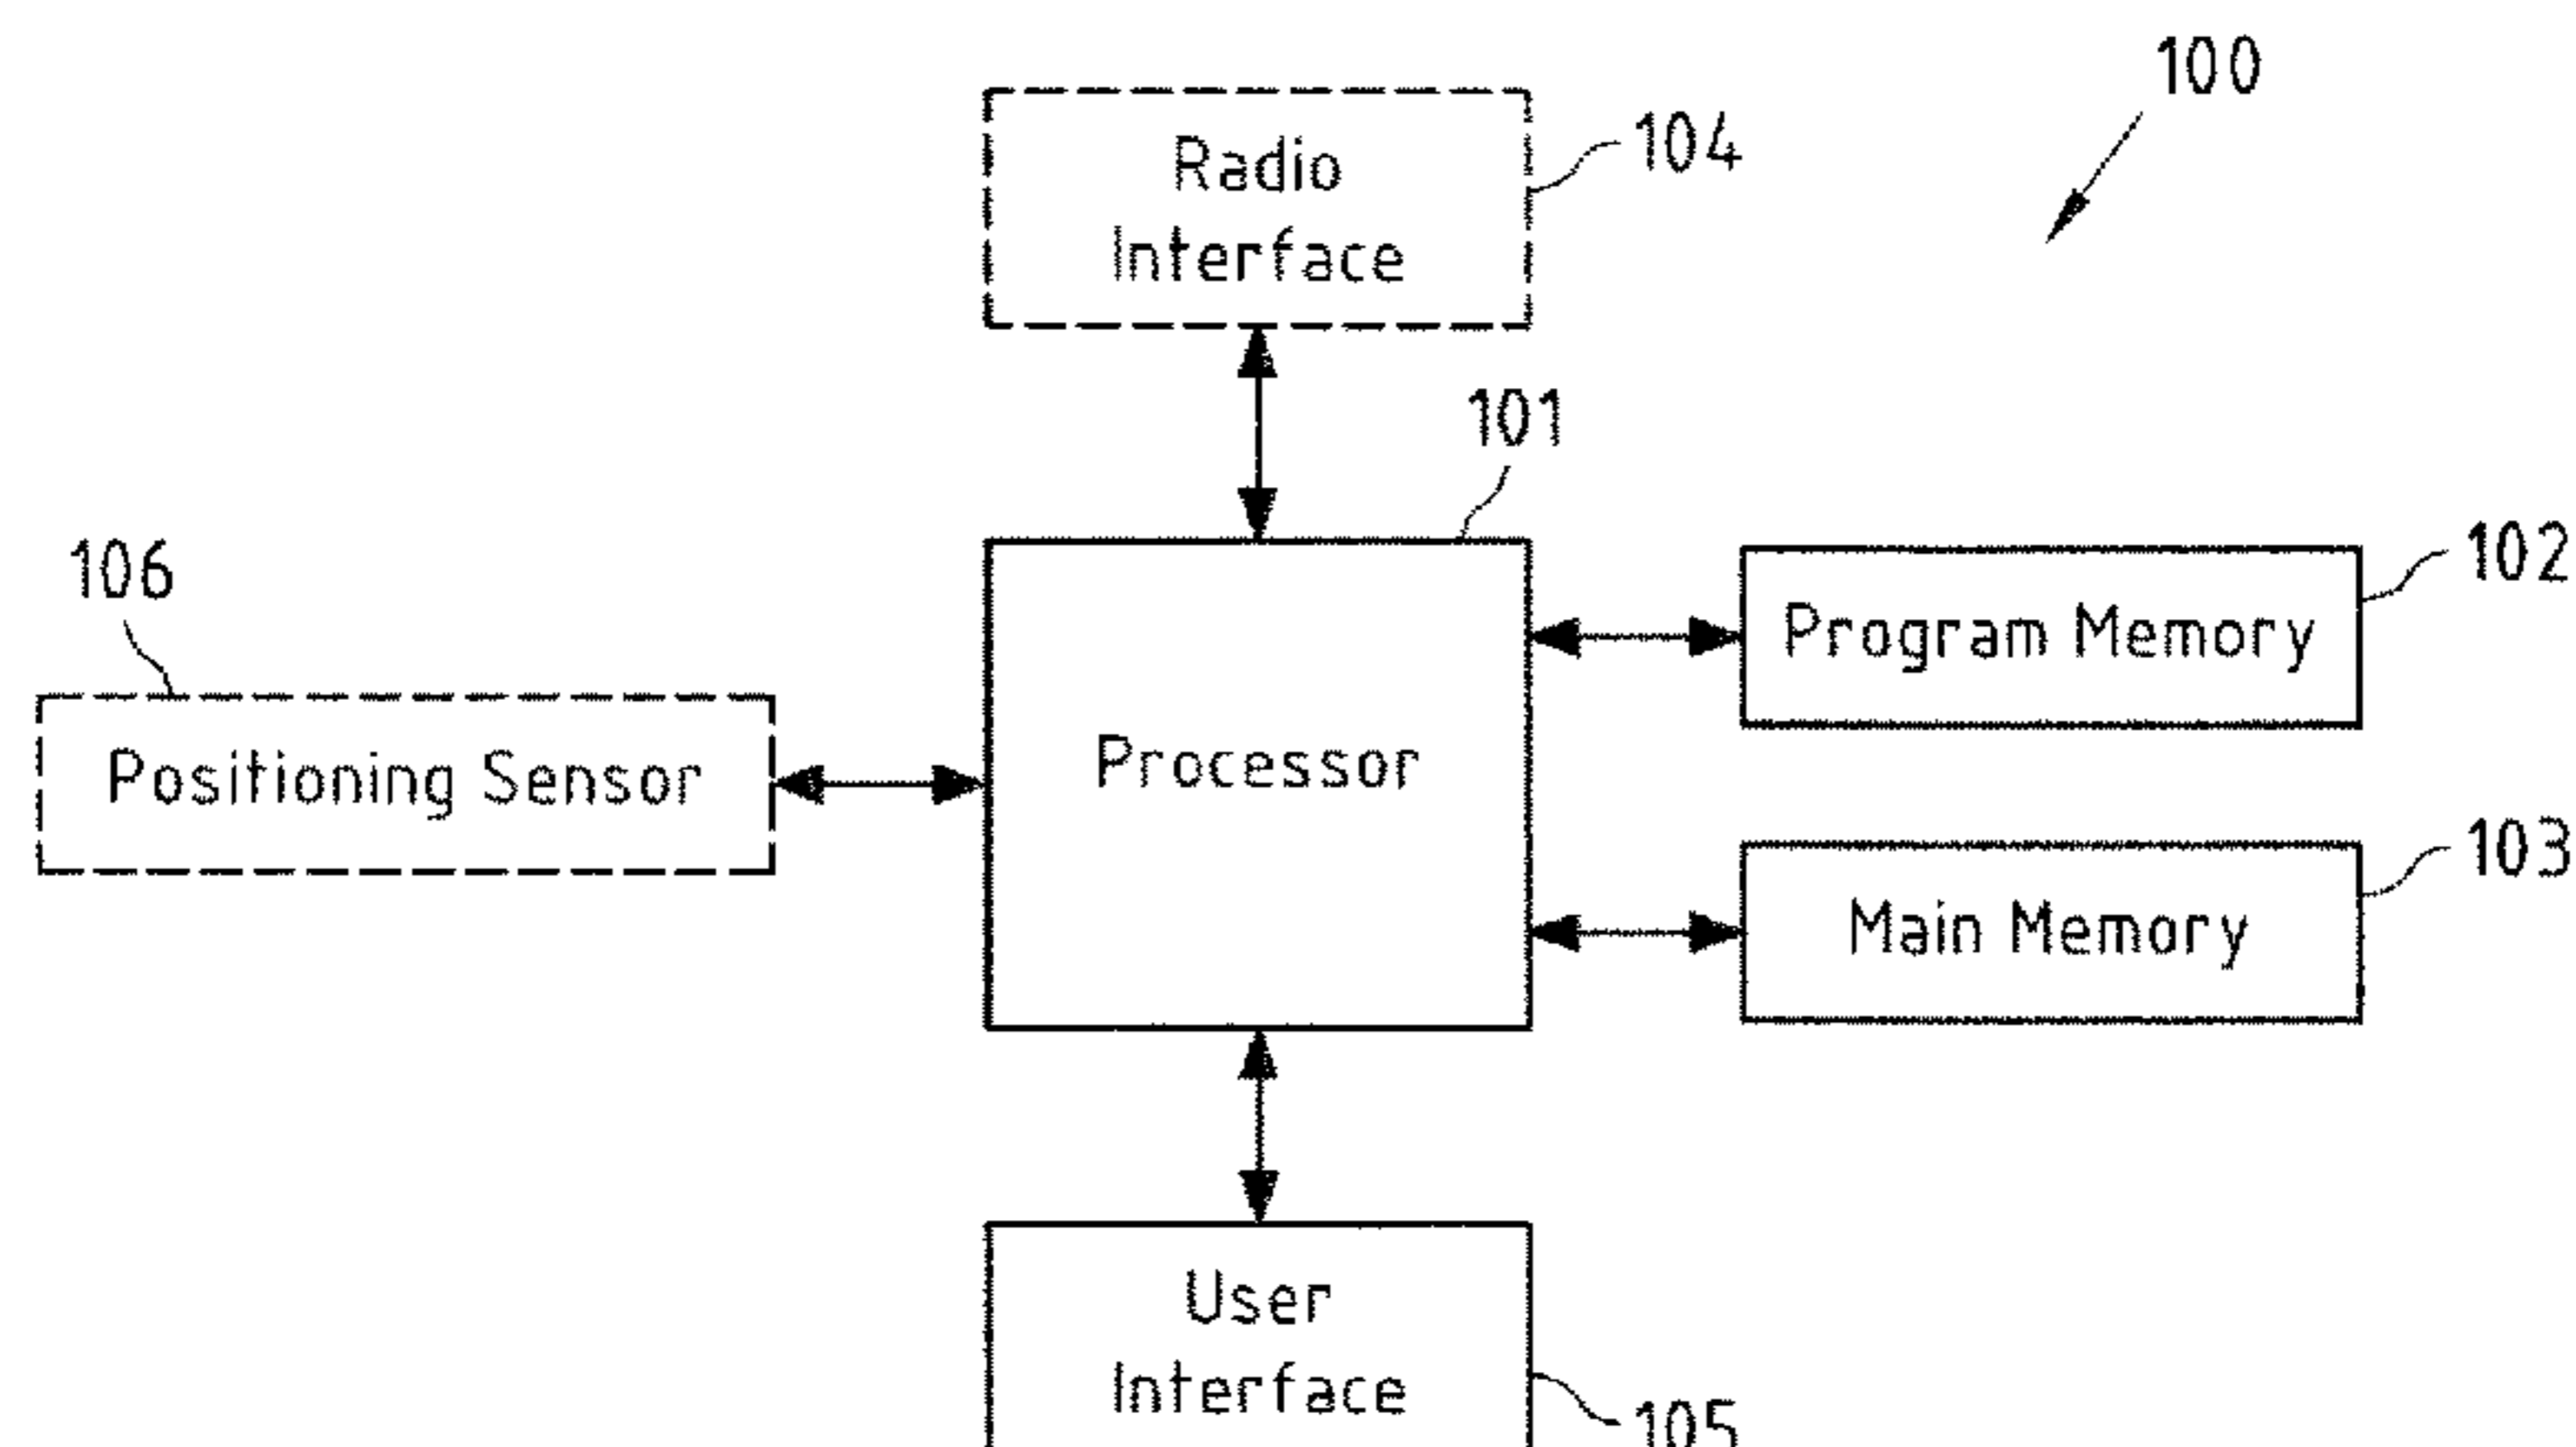 100
Radio
Interface
104
101
106
Program Memory
102
Positioning Sensor
Processor
Main Memory
103
User
Interface
105